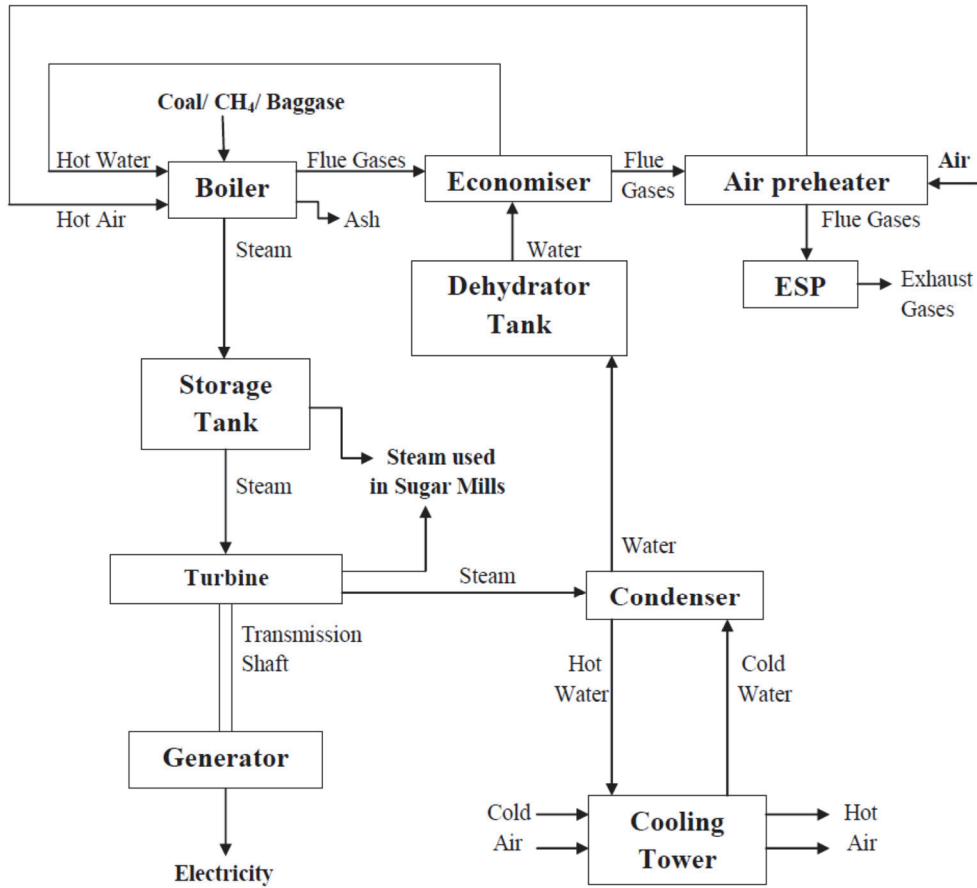 Coal/ CH₄/ Baggase
Hot Water
Boiler
Hot Air
Flue Gases
Ash
Economiser
Flue
Gases
Air preheater
Air
Flue Gases
ESP
Exhaust
Gases
Steam
Water
Dehydrator
Tank
Storage
Tank
Steam used
in Sugar Mills
Steam
Turbine
Steam
Water
Condenser
Transmission
Shaft
Hot
Water
Cold
Water
Generator
Electricity
Cold
Air
Cooling
Tower
Hot
Air